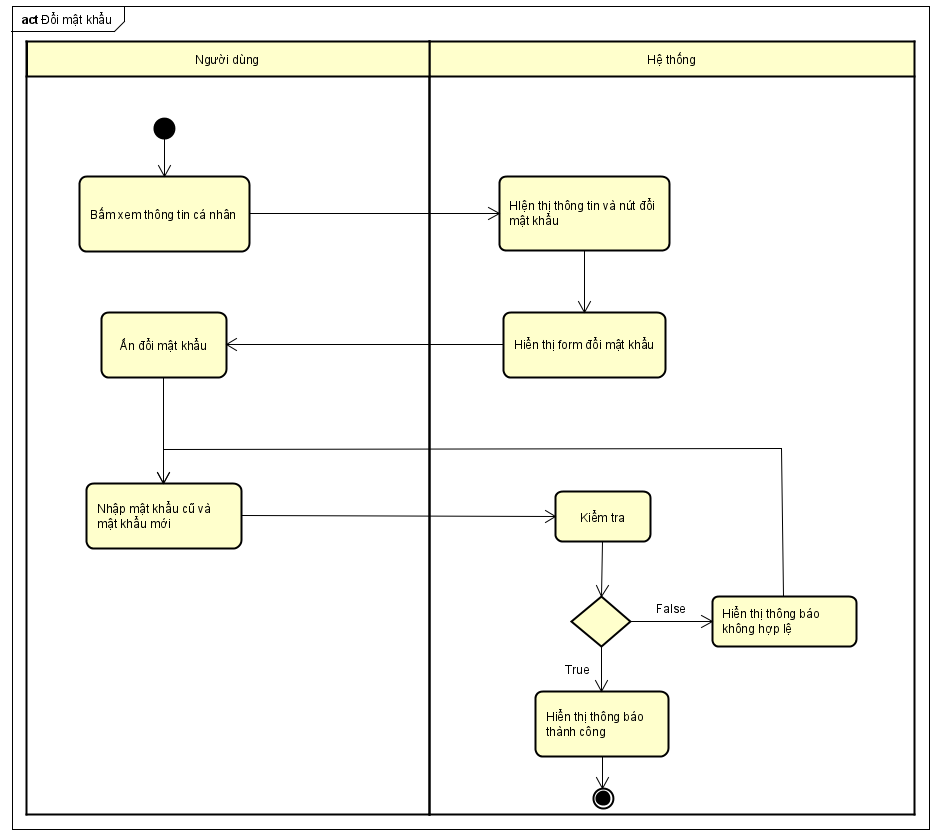 act Đổi mật khẩu
Người dùng
Hệ thống
Bấm xem thông tin cá nhân
HIện thị thông tin và nút đổi
mật khẩu
Ấn đổi mật khẩu
Hiển thị form đổi mật khẩu
Nhập mật khẩu cũ và
mật khẩu mới
Kiểm tra
False
Hiển thị thông báo
không hợp lệ
True
Hiển thị thông báo
thành công